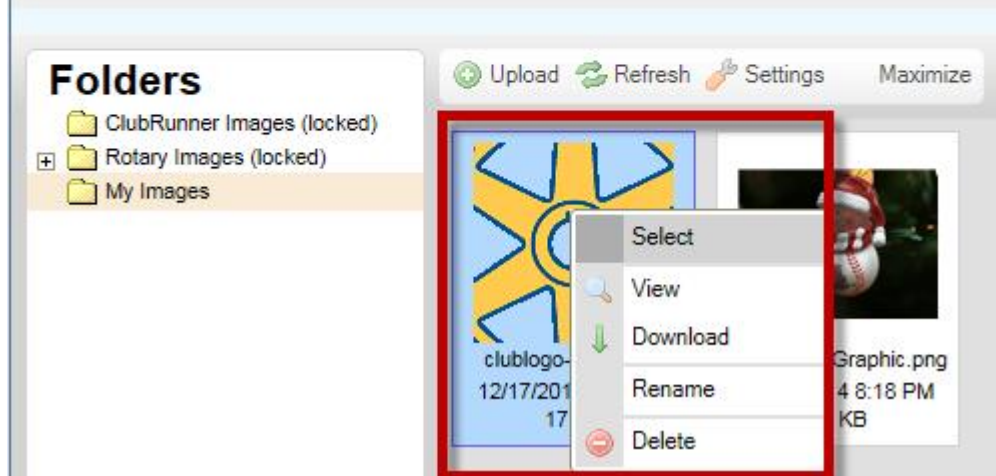 Folders
ClubRunner Images (locked)
Rotary Images (locked)
My Images
Upload Refresh Settings Maximize
Select
View
Download
Rename
Delete
clublogo-
12/17/201
17
Graphic.png
4 8:18 PM
KB